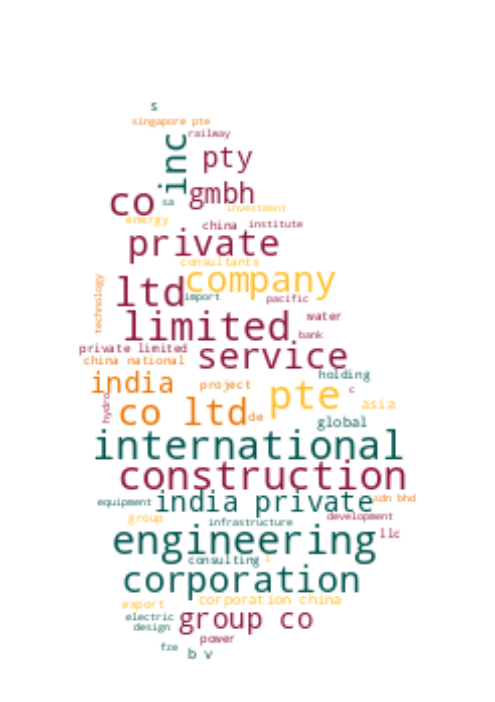 s
singapore pte
railway
inc
pty
gmbh
co
sa
investment
energy
china institute
private
consultants
company
technology
ltd
import
pacific
limited
water
bank
private limited
service
china national
holding
india
project
c
pte
hydro
co ltd
de
asia
global
international
construction
equipment
india private
sdn bhd
group
infrastructure
development
engineering
llc
consulting
l
corporation
export
corporation china
electric
group co
design
power
fze
b v